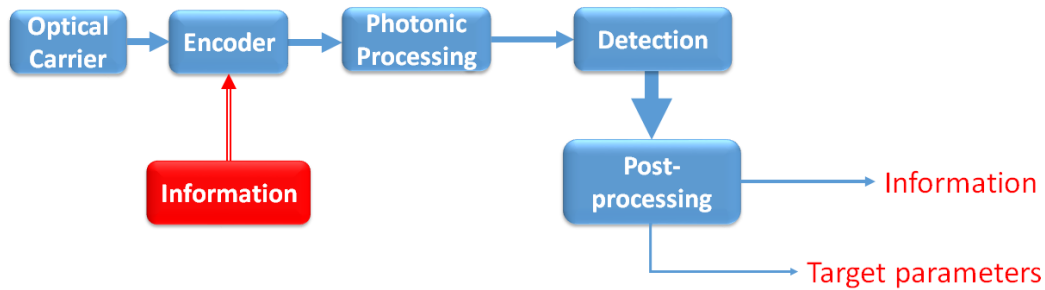 Optical
Carrier
Encoder
Photonic
Processing
Detection
Information
Post-
processing
Information
Target parameters